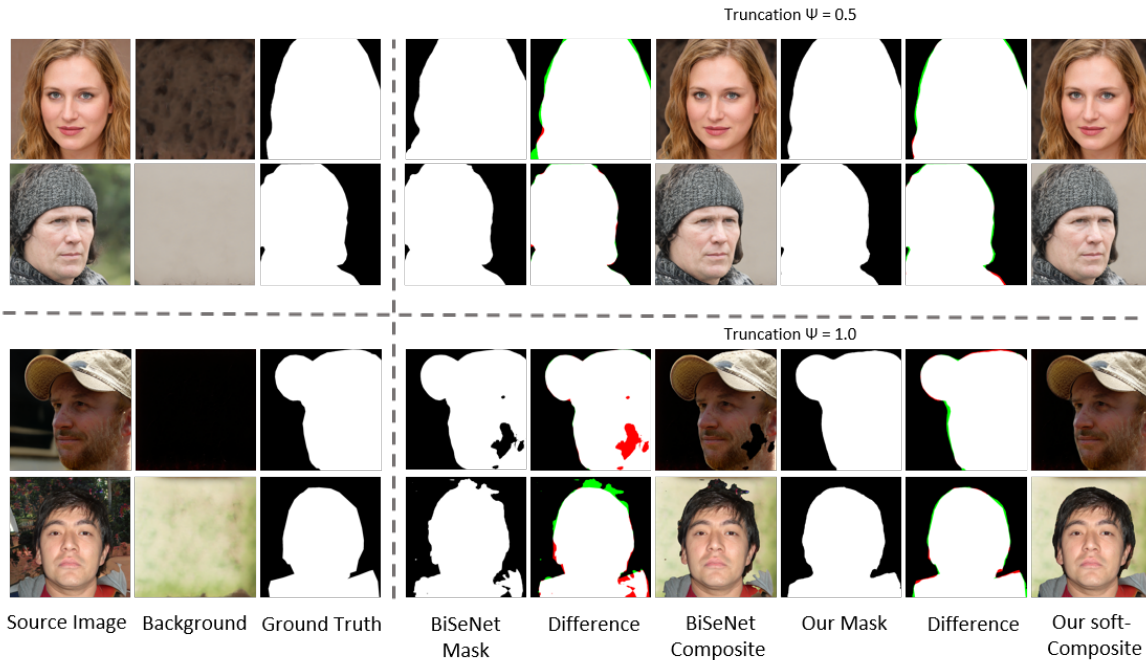 Truncation Ψ = 0.5
Truncation Ψ = 1.0
Source Image Background Ground Truth BiSeNet Mask Difference BiSeNet Composite Our Mask Difference Our soft-Composite